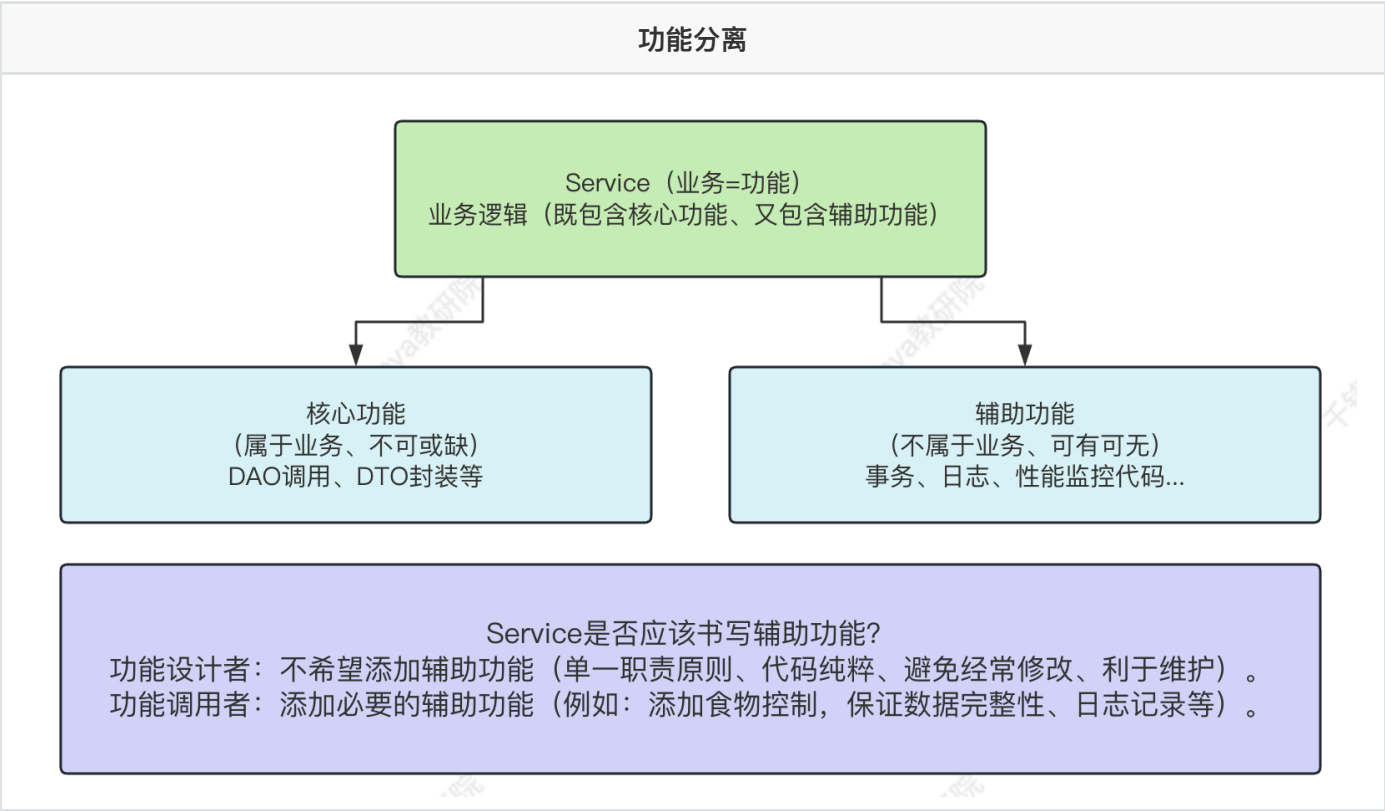 功能分离
Service（业务=功能）
业务逻辑（既包含核心功能、又包含辅助功能）
核心功能
（属于业务、不可或缺）
DAO调用、DTO封装等
辅助功能
（不属于业务、可有可无）
事务、日志、性能监控代码...
Service是否应该书写辅助功能?
功能设计者：不希望添加辅助功能（单一职责原则、代码纯粹、避免经常修改、利于维护）。
功能调用者：添加必要的辅助功能（例如：添加食物控制，保证数据完整性、日志记录等）。